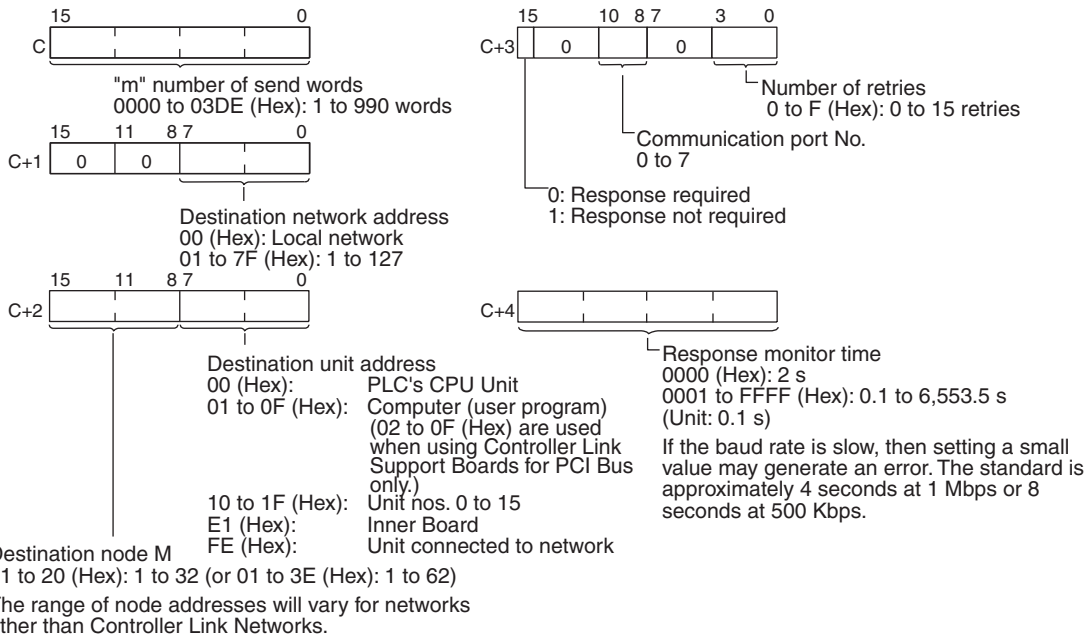 15 0
C
"m" number of send words
0000 to 03DE (Hex): 1 to 990 words
15 11 8 7 0
C+1 0 0
Destination network address
00 (Hex): Local network
01 to 7F (Hex): 1 to 127
15 11 8 7 0
C+2
Destination unit address
00 (Hex): PLC's CPU Unit
01 to 0F (Hex): Computer (user program)
(02 to 0F (Hex) are used
when using Controller Link
Support Boards for PCI Bus
only.)
10 to 1F (Hex): Unit nos. 0 to 15
E1 (Hex): Inner Board
FE (Hex): Unit connected to network
estination node M
1 to 20 (Hex): 1 to 32 (or 01 to 3E (Hex): 1 to 62)
he range of node addresses will vary for networks
ther than Controller Link Networks.
15 10 8 7 3 0
C+3 0 0
Number of retries
0 to F (Hex): 0 to 15 retries
Communication port No.
0 to 7
0: Response required
1: Response not required
C+4
Response monitor time
0000 (Hex): 2 s
0001 to FFFF (Hex): 0.1 to 6,553.5 s
(Unit: 0.1 s)
If the baud rate is slow, then setting a small
value may generate an error. The standard is
approximately 4 seconds at 1 Mbps or 8
seconds at 500 Kbps.